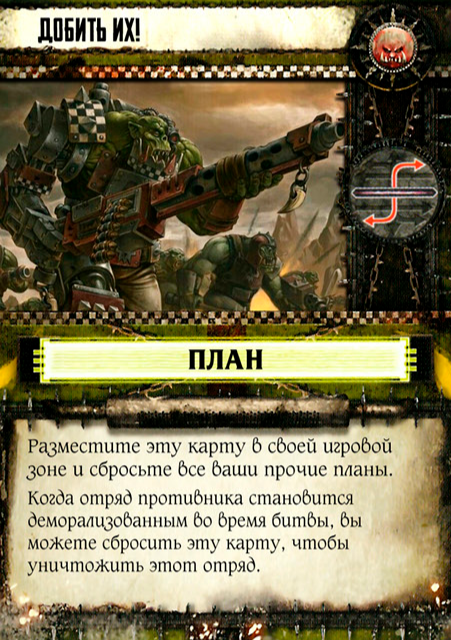 ДОБИТЬ ИХ!
ПЛАН
Разместите эту карту в своей игровой
зоне и сбросьте все ваши прочие планы.
Когда отряд противника становится
деморализованным во время битвы, вы
можете сбросить эту карту, чтобы
уничтожить этот отряд.